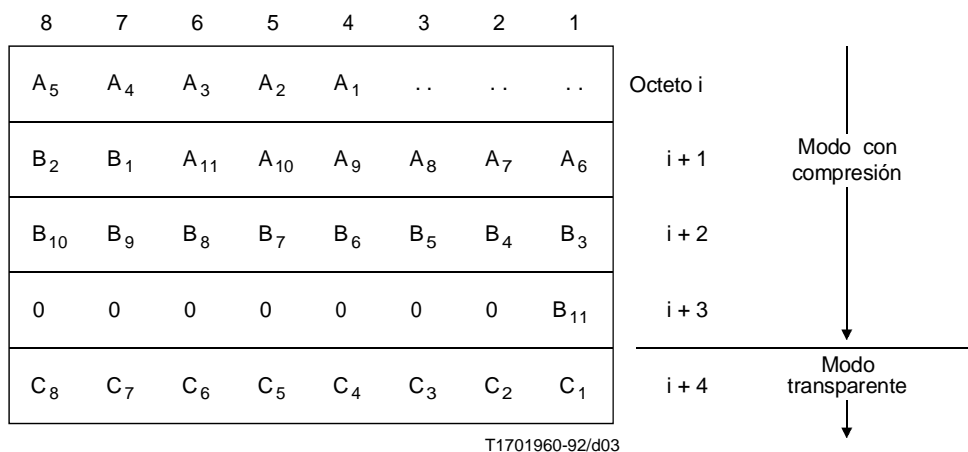 8 7 6 5 4 3 2 1
A5 A4 A3 A2 A1 . . . . . . Octeto i
B2 B1 A11 A10 A9 A8 A7 A6 i + 1
Modo con
compresión
B10 B9 B8 B7 B6 B5 B4 B3 i + 2
0 0 0 0 0 0 0 B11 i + 3
C8 C7 C6 C5 C4 C3 C2 C1 i + 4
Modo
transparente
T1701960-92/d03